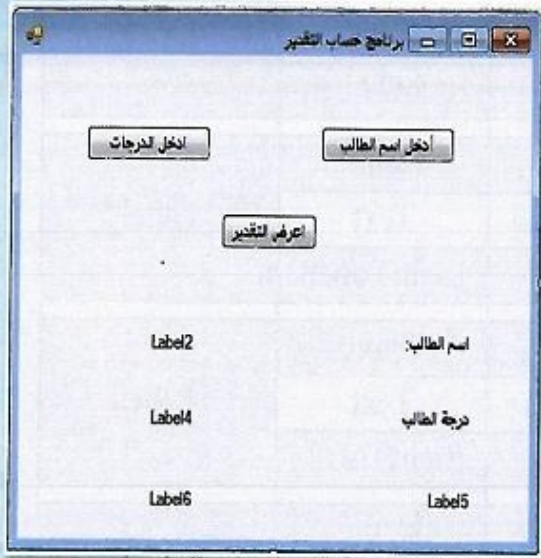 برنامج حساب التقدير
أدخل اسم الطالب
ادخل الدرجات
اعرض التقدير
اسم الطالب: Label2
درجة الطالب Label4
Label5 Label6